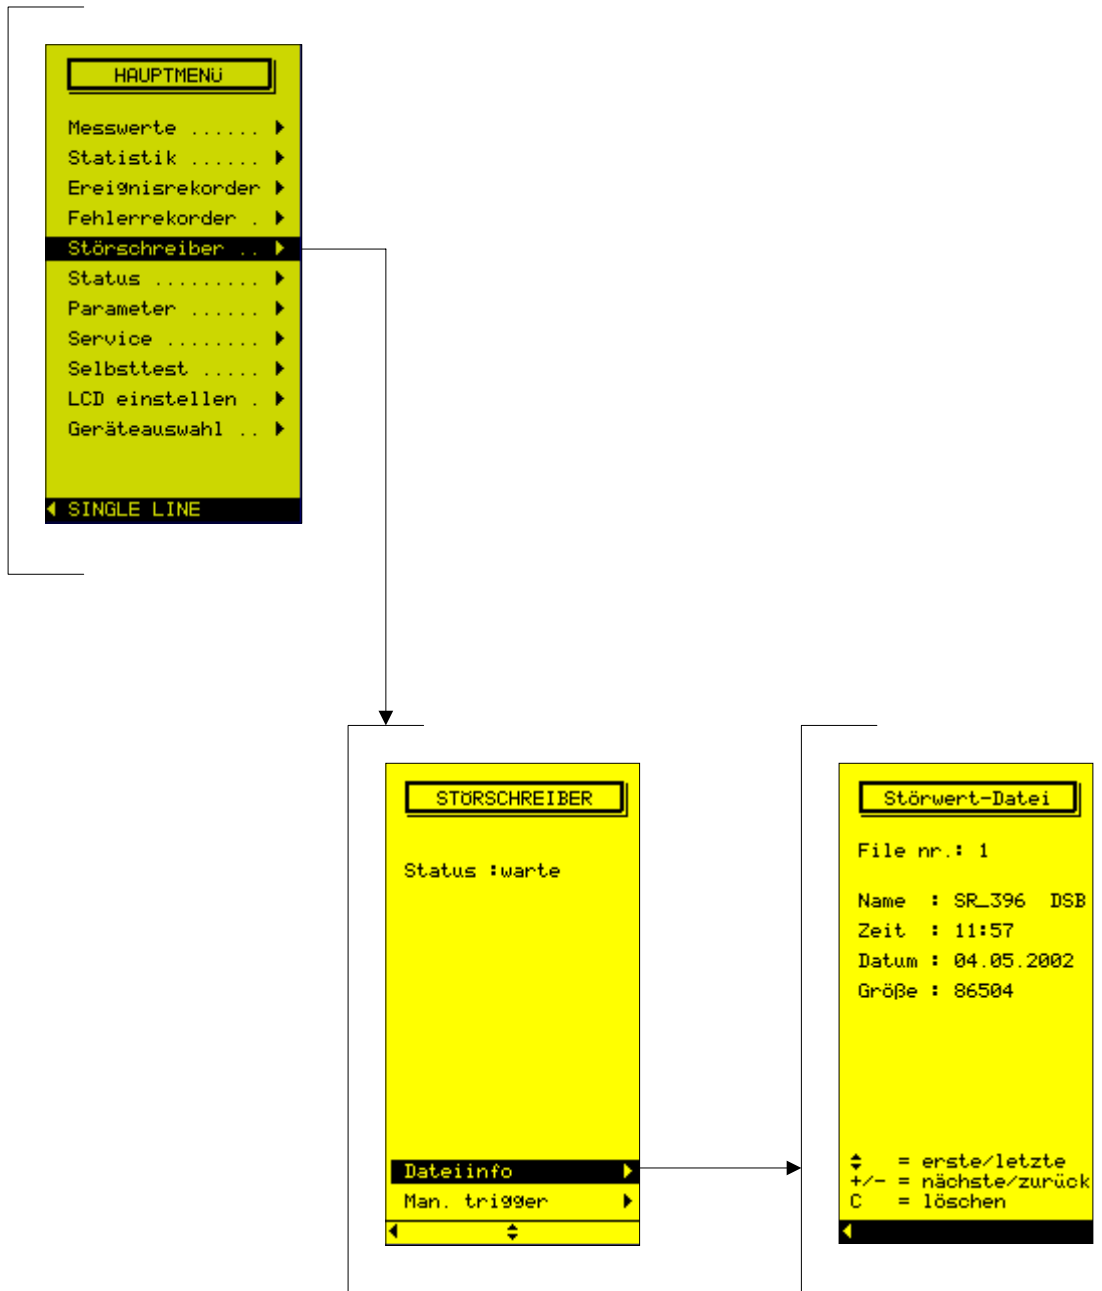 HAUPTMENü
Messwerte ......
Statistik ......
Ereignisrekorder
Fehlerrekorder .
Störschreiber ..
Status .........
Parameter ......
Service ........
Selbsttest .....
LCD einstellen .
Geräteauswahl ..
SINGLE LINE
STöRSCHREIBER
Status :warte
Dateiinfo
Man. trigger
Störwert-Datei
File nr.: 1
Name : SR_396 DSB
Zeit : 11:57
Datum : 04.05.2002
Größe : 86504
= erste/letzte
+/- = nächste/zurück
C = löschen